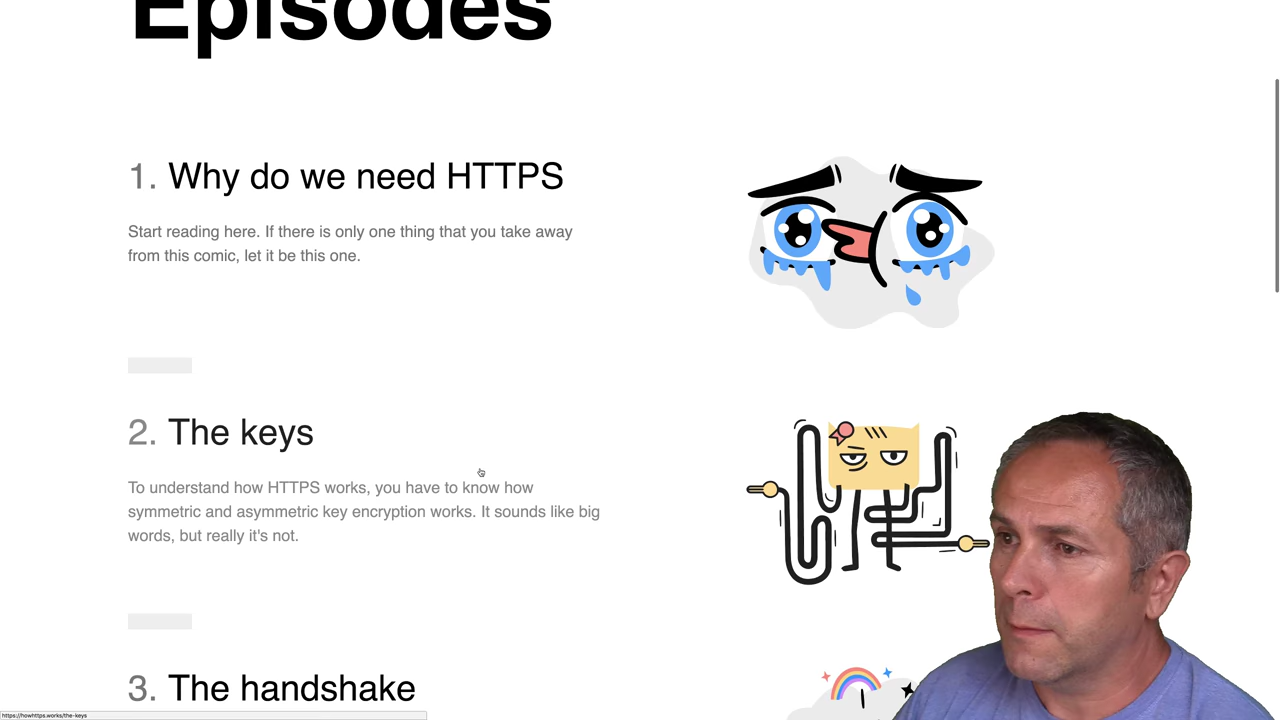 Episodes
1. Why do we need HTTPS
Start reading here. If there is only one thing that you take away
from this comic, let it be this one.
2. The keys
To understand how HTTPS works, you have to know how
symmetric and asymmetric key encryption works. It sounds like big
words, but really it's not.
3. The handshake
https://howhttps.works/the-keys